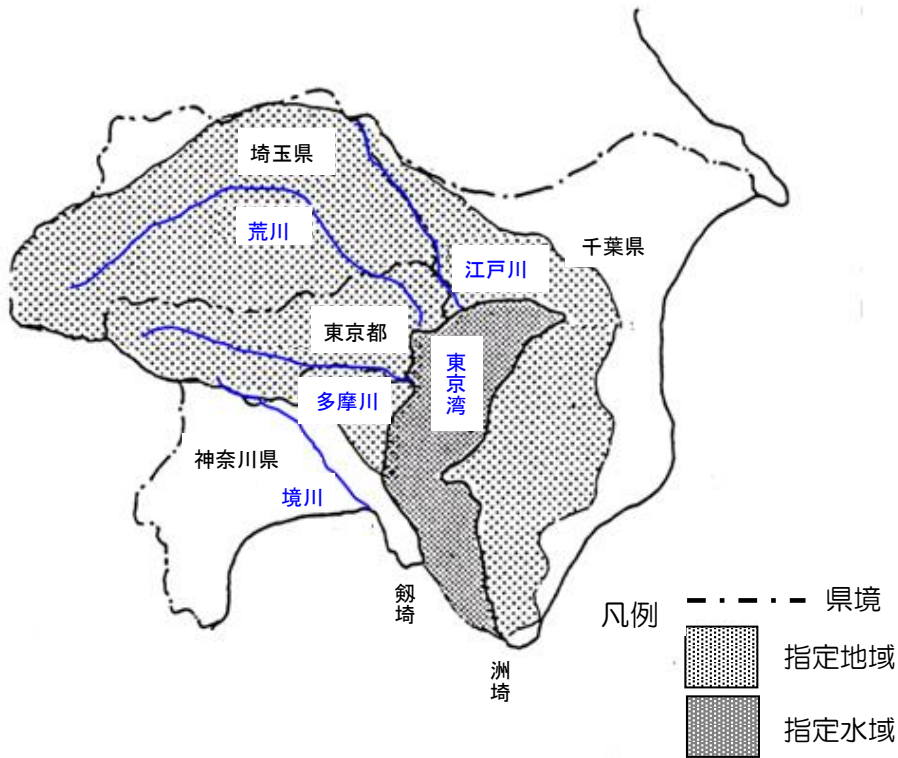 埼玉県
荒川
千葉県
江戸川
東京都
東京湾
多摩川
神奈川県
境川
剱埼
洲埼
凡例
県境
指定地域
指定水域